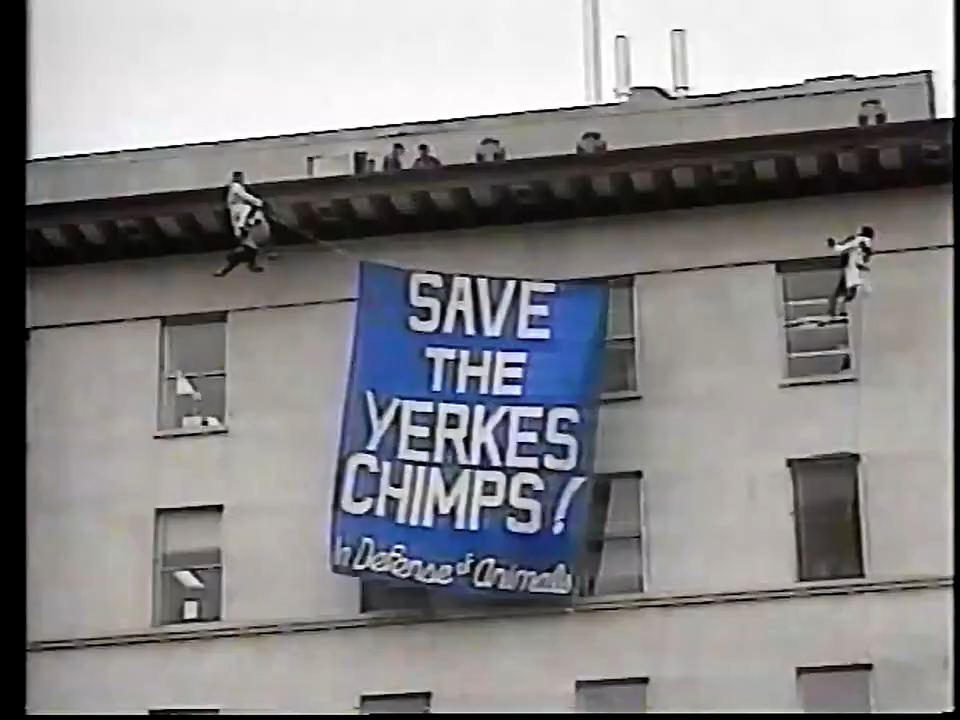 SAVE
THE
YERKES
CHIMPS!
In Defense of Animals